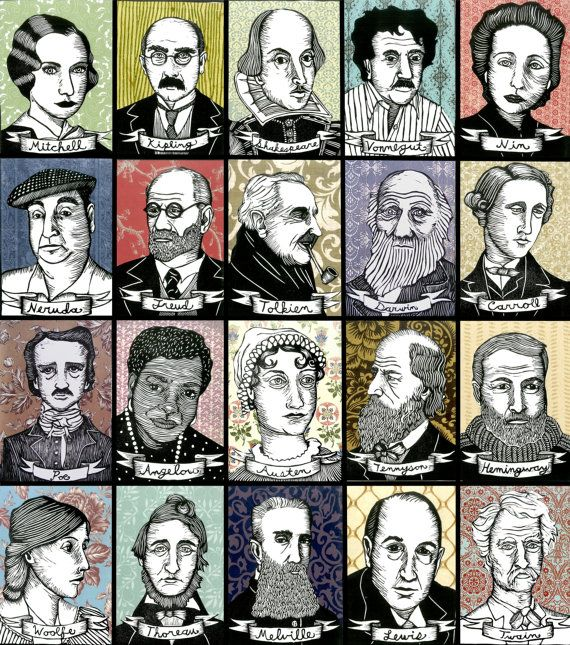 Mitchell
Kipling
Shakespeare
Vonnegut
Nin
Neruda
Freud
Tolkien
Darwin
Carroll
Poe
Angelou
Austen
Tennyson
Hemingway
Woolfe
Thoreau
Melville
Lewis
Twain